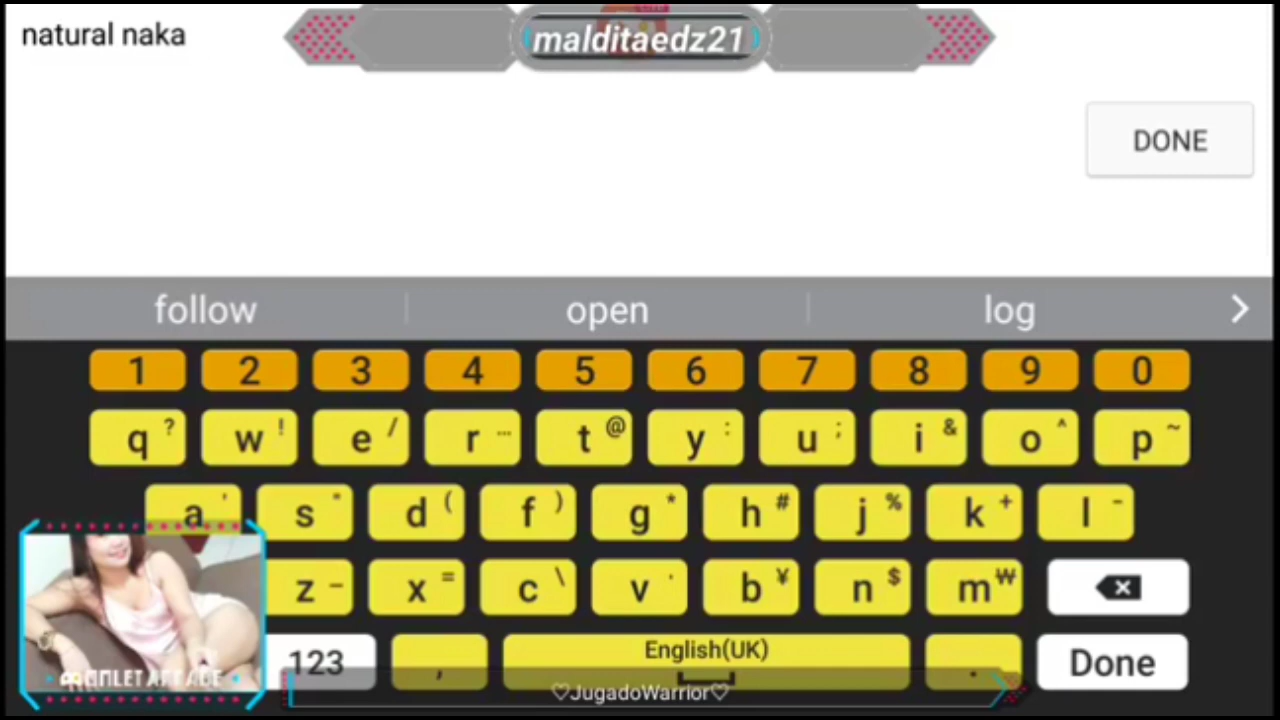 natural naka
malditaedz21
DONE
follow open log
1 2 3 4 5 6 7 8 9 0
q ? w ! e / r … t @ y : u ; i & o ^ p ~
a ' s " d ( f ) g * h # j % k + l -
z – x = c \ v · b ¥ n $ m ₩
123 , English(UK) . Done
♡JugadoWarrior♡